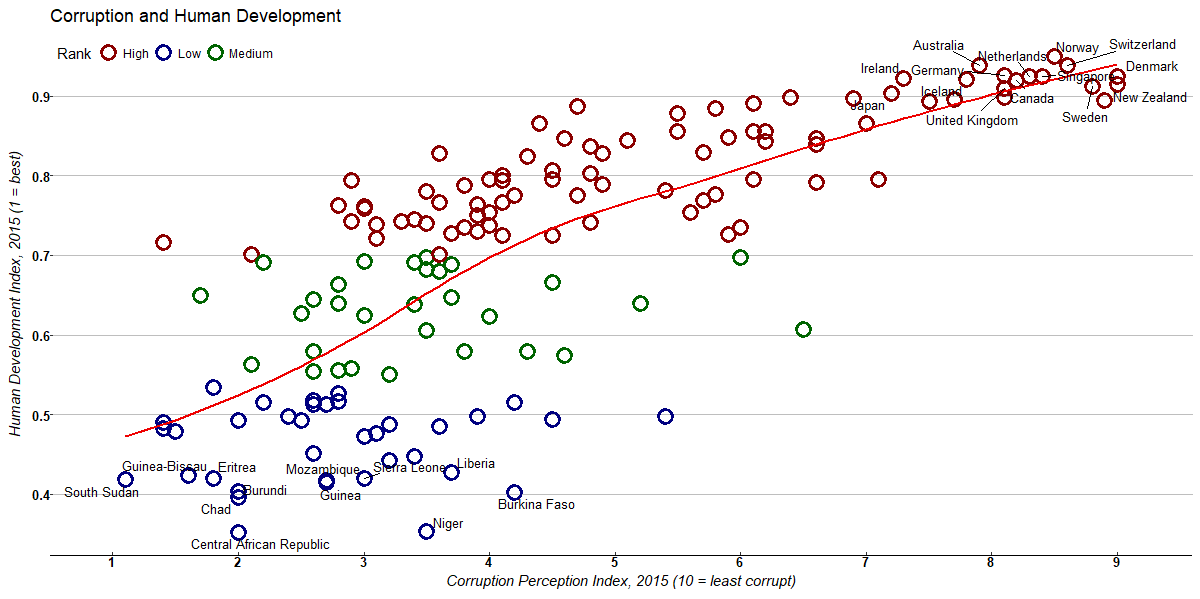 Corruption and Human Development
Rank High Low Medium
Australia
Norway
Switzerland
Netherlands
Ireland
Germany
Singapore
Denmark
Iceland
Japan
Canada
New Zealand
United Kingdom
Sweden
0.9
0.8
0.7
0.6
0.5
0.4
Human Development Index, 2015 (1 = best)
Guinea-Bissau
Eritrea
Mozambique
Sierra Leone
Liberia
South Sudan
Burundi
Guinea
Chad
Burkina Faso
Niger
Central African Republic
1 2 3 4 5 6 7 8 9
Corruption Perception Index, 2015 (10 = least corrupt)